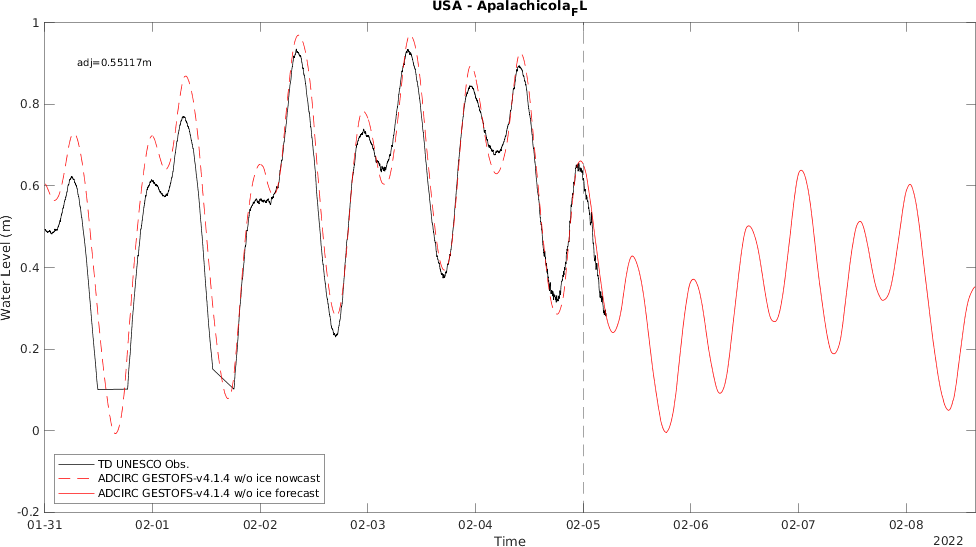 USA - Apalachicola_FL
adj=0.55117m
1
0.8
0.6
0.4
0.2
0
-0.2
Water Level (m)
TD UNESCO Obs.
ADCIRC GESTOFS-v4.1.4 w/o ice nowcast
ADCIRC GESTOFS-v4.1.4 w/o ice forecast
01-31 02-01 02-02 02-03 02-04 02-05 02-06 02-07 02-08
Time
2022